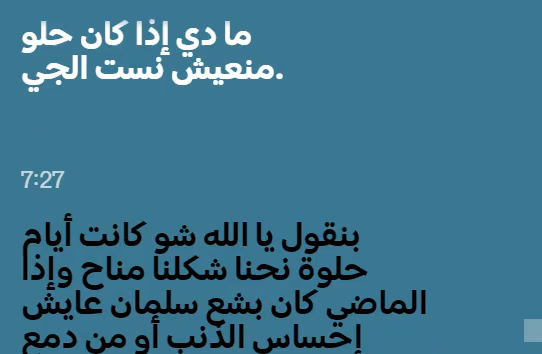 ما دي إذا كان حلو
منعيش نست الجي.
7:27
بنقول يا الله شو كانت أيام
حلوة نحنا شكلنا مناح وإذا
الماضي كان بشع سلمان عايش
إحساس الذنب أو من دمع